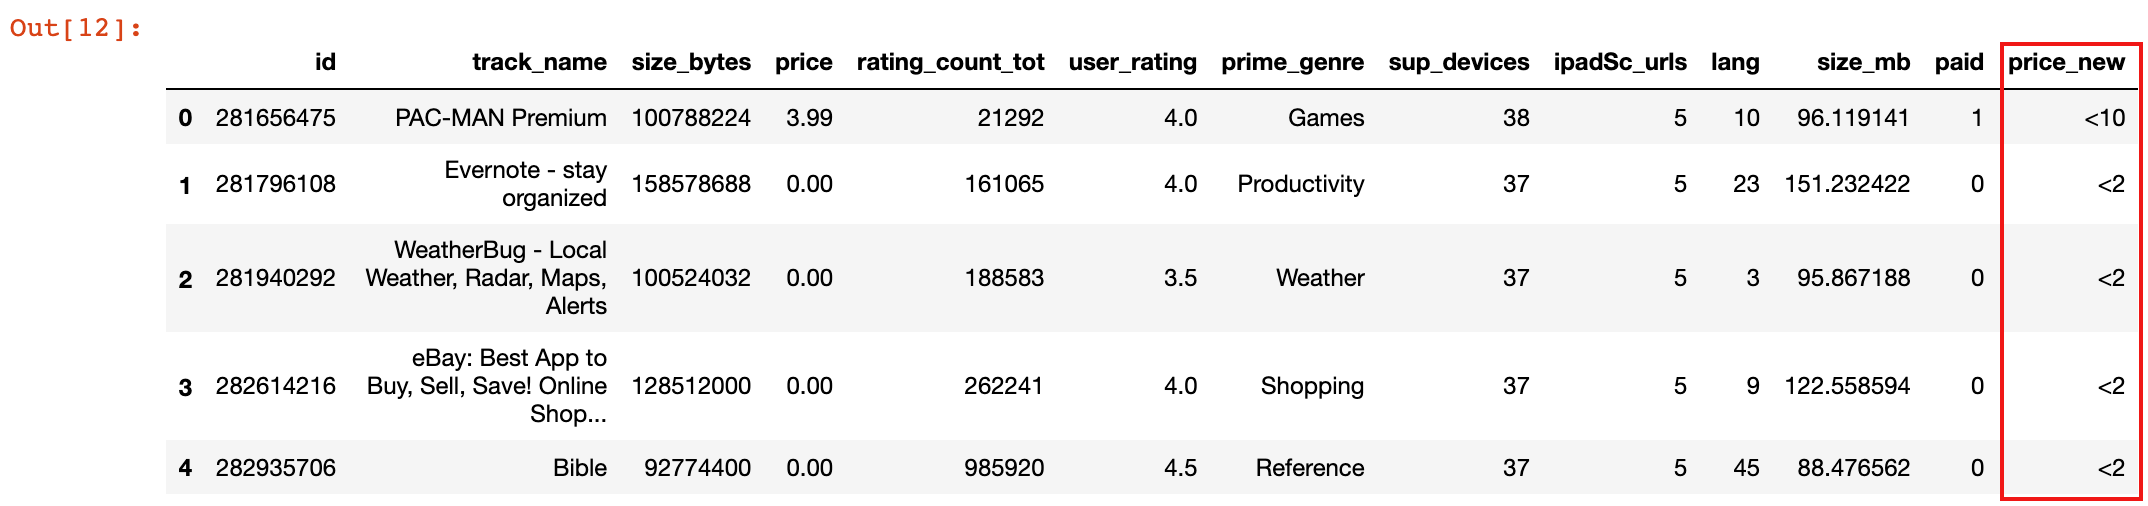 Out[12]:
id track_name size_bytes price rating_count_tot user_rating prime_genre sup_devices ipadSc_urls lang size_mb paid price_new
0 281656475 PAC-MAN Premium 100788224 3.99 21292 4.0 Games 38 5 10 96.119141 1 <10
Evernote - stay
1 281796108 158578688 0.00 161065 4.0 Productivity 37 5 23 151.232422 0 <2
organized
WeatherBug - Local
2 281940292 Weather, Radar, Maps, 100524032 0.00 188583 3.5 Weather 37 5 3 95.867188 0 <2
Alerts
eBay: Best App to
3 282614216 Buy, Sell, Save! Online 128512000 0.00 262241 4.0 Shopping 37 5 9 122.558594 0 <2
Shop...
4 282935706 Bible 92774400 0.00 985920 4.5 Reference 37 5 45 88.476562 0 <2